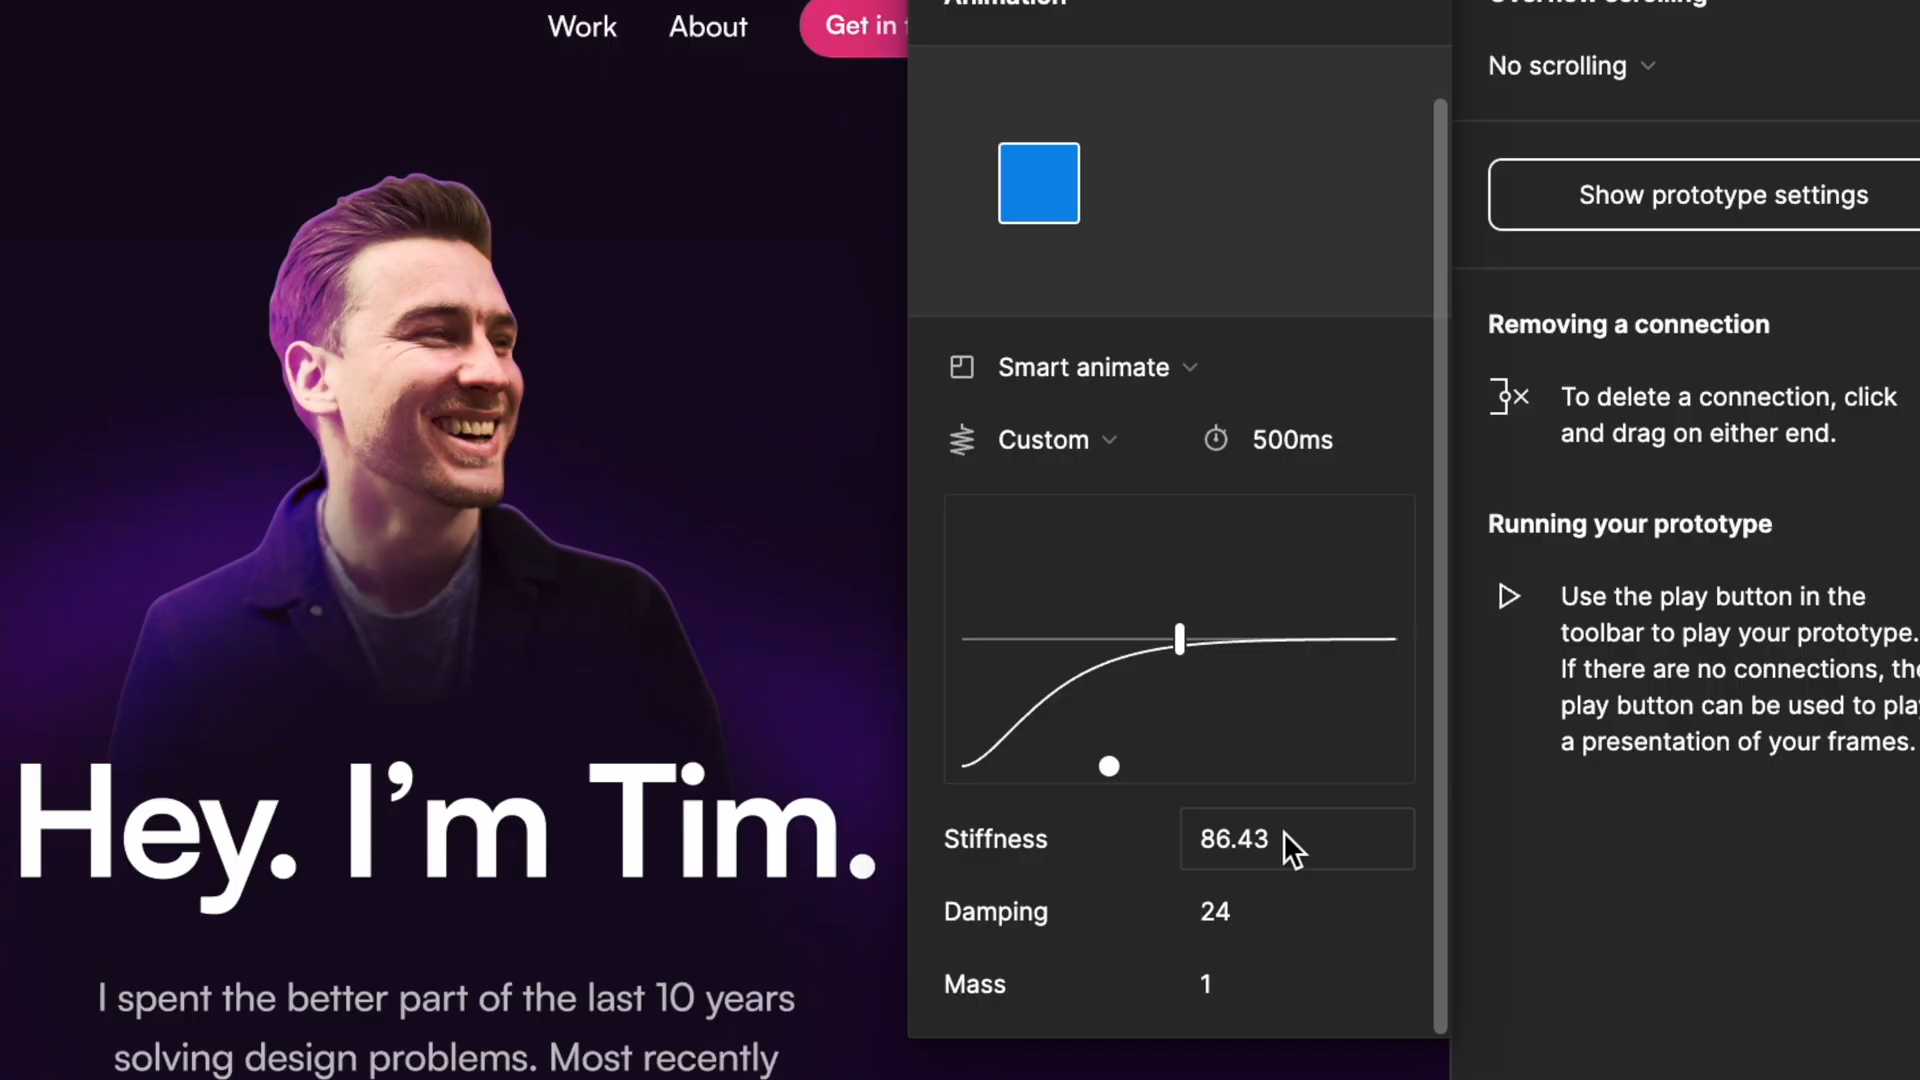 Work
About
Get in
Hey. I’m Tim.
I spent the better part of the last 10 years
solving design problems. Most recently
Animation
Smart animate
Custom
500ms
Stiffness
86.43
Damping
24
Mass
1
Overflow scrolling
No scrolling
Show prototype settings
Removing a connection
To delete a connection, click
and drag on either end.
Running your prototype
Use the play button in the
toolbar to play your prototype.
If there are no connections, the
play button can be used to play
a presentation of your frames.